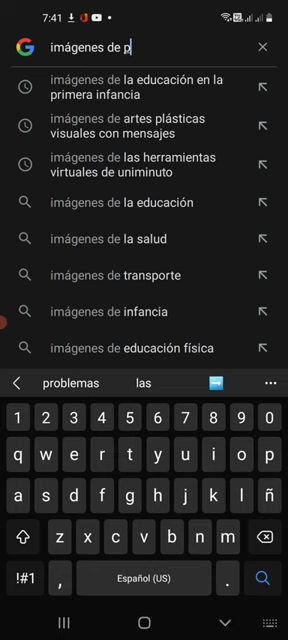 7:41
imágenes de p
imágenes de la educación en la
primera infancia
imágenes de artes plásticas
visuales con mensajes
imágenes de las herramientas
virtuales de uniminuto
imágenes de la educación
imágenes de la salud
imágenes de transporte
imágenes de infancia
imágenes de educación física
problemas las
1 2 3 4 5 6 7 8 9 0
q w e r t y u i o p
a s d f g h j k l ñ
z x c v b n m
!#1 , Español (US) .